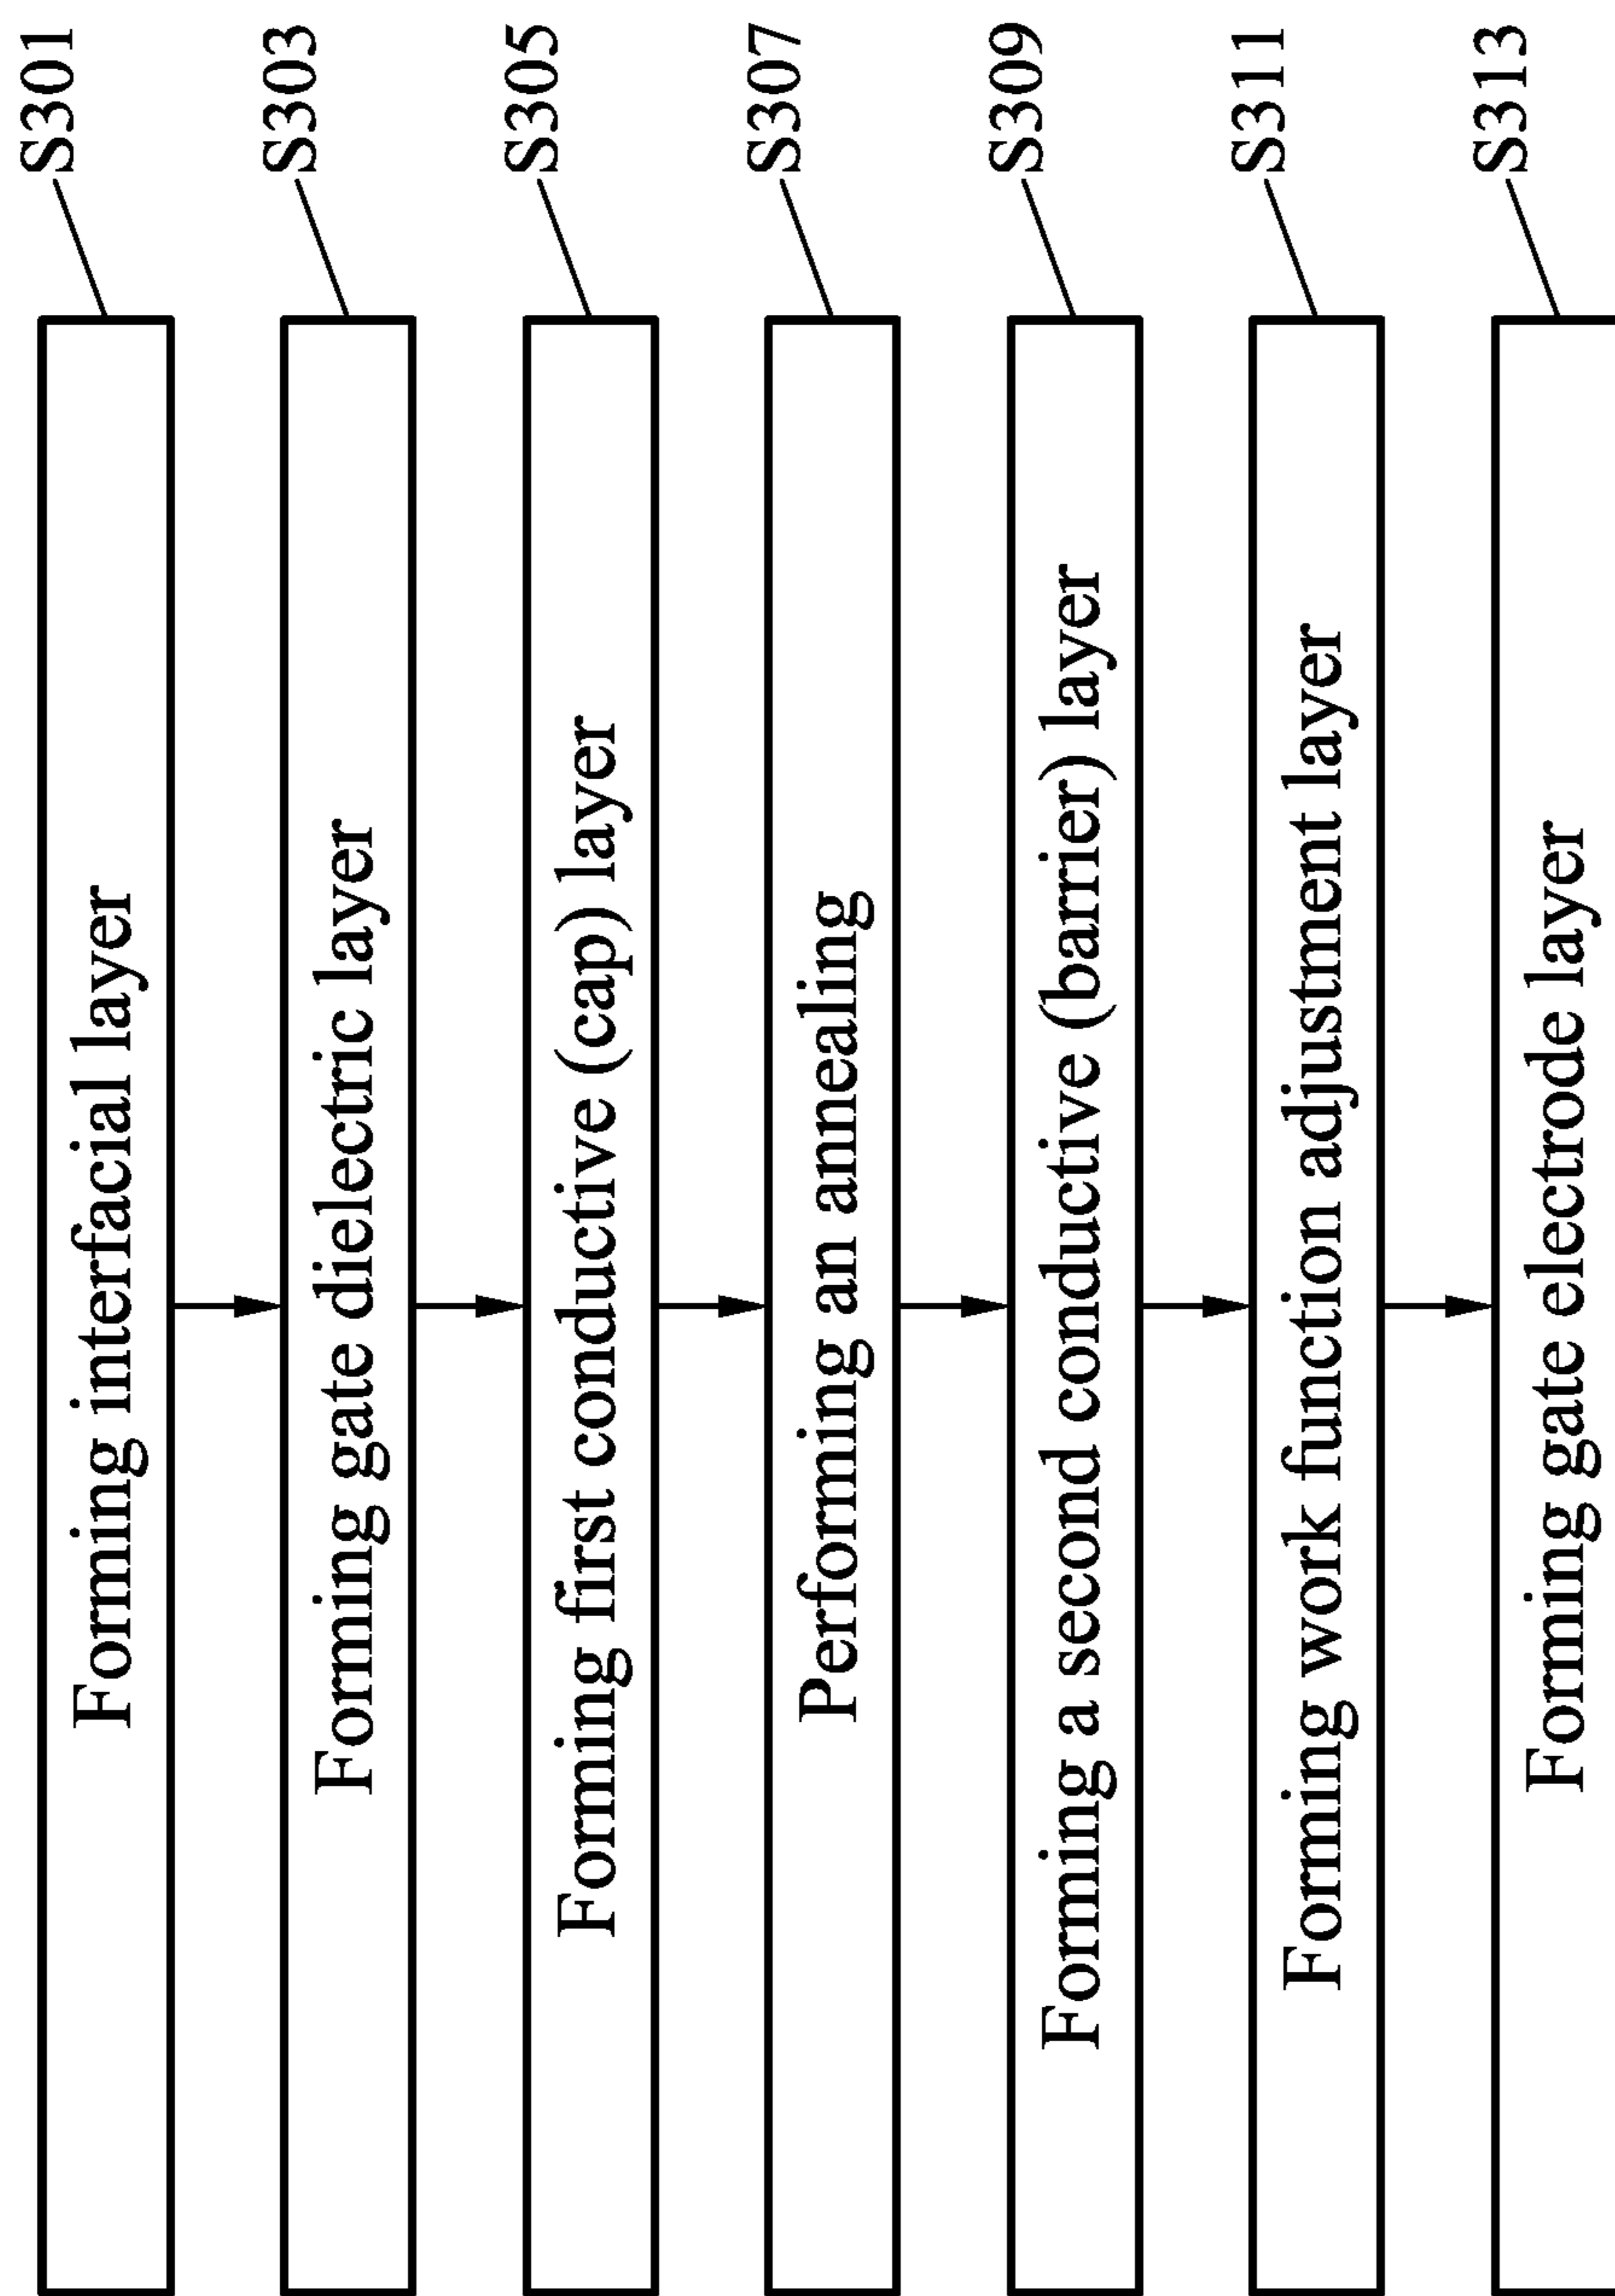 S301
Forming interfacial layer
S303
Forming gate dielectric layer
S305
Forming first conductive (cap) layer
S307
Performing an annealing
S309
Forming a second conductive (barrier) layer
S311
Forming work function adjustment layer
S313
Forming gate electrode layer